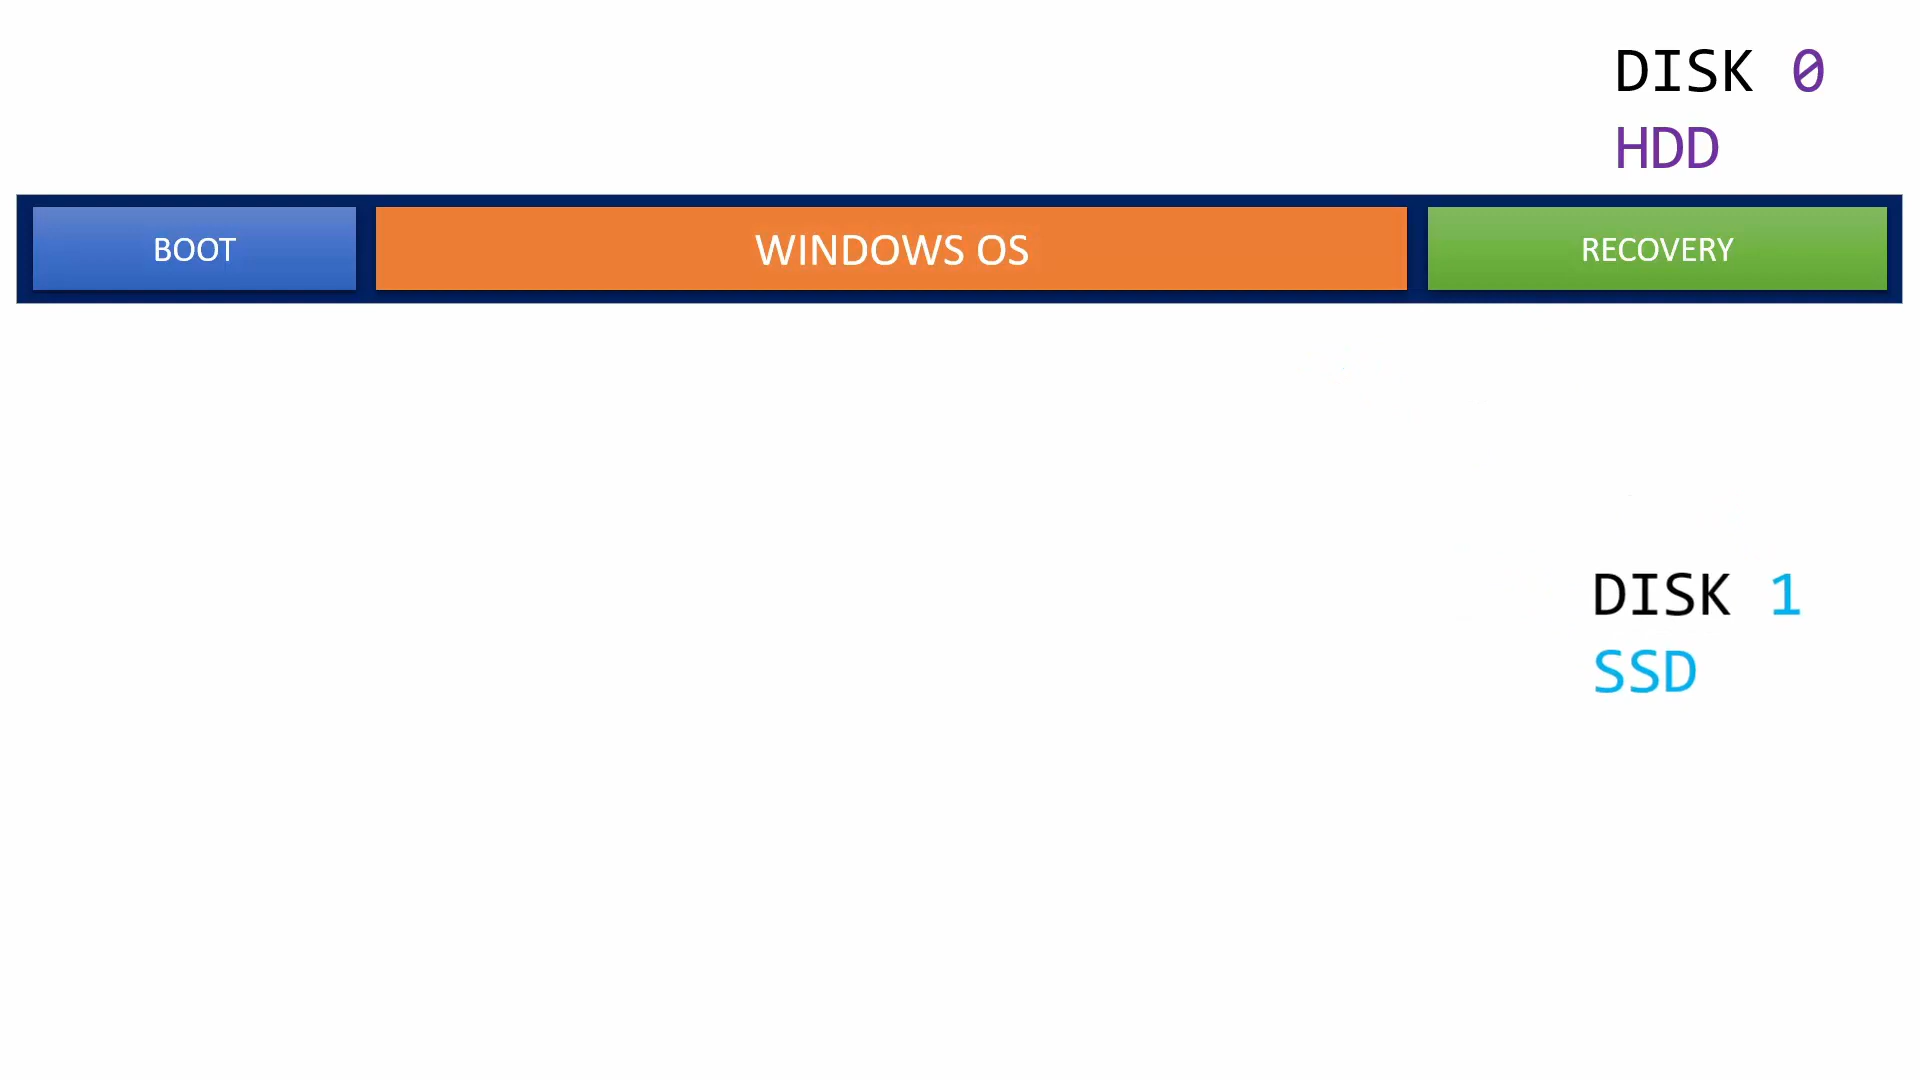 DISK 0
HDD
BOOT
WINDOWS OS
RECOVERY
DISK 1
SSD